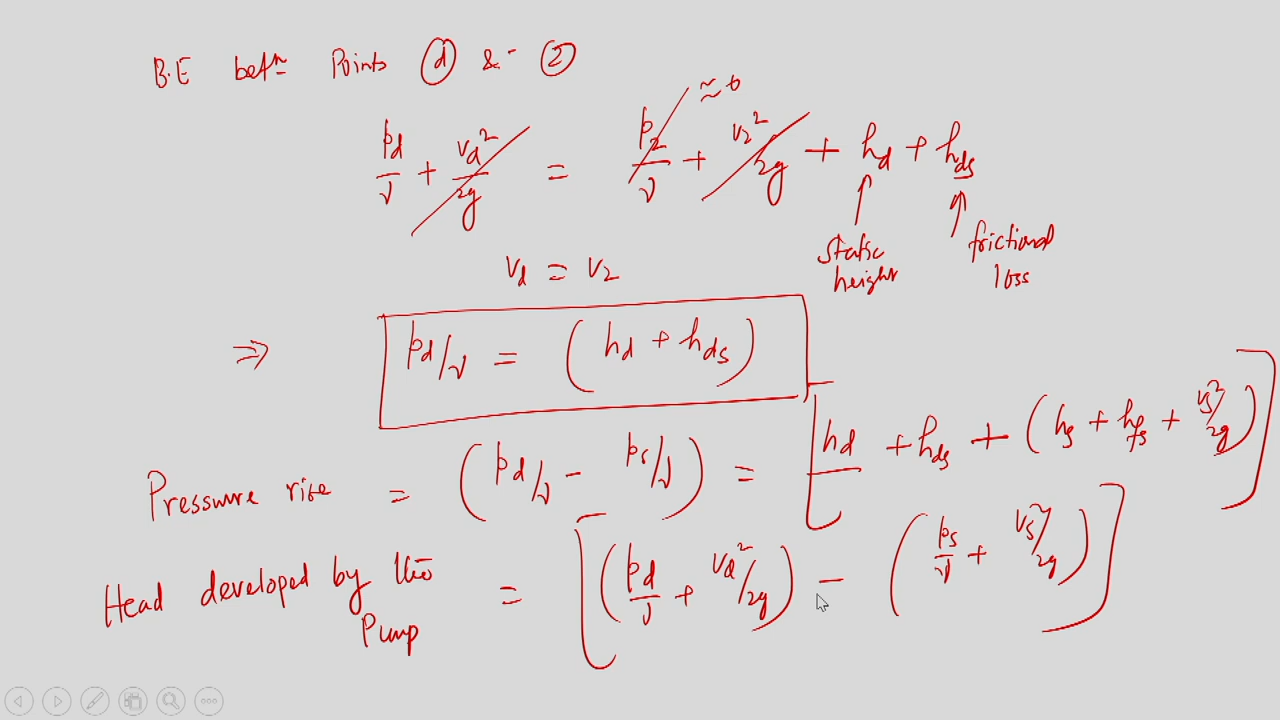 B.E betn Points (d) & (2)
pd/γ + vd²/2g = p2/γ + v2²/2g + hd + hds
≈ 0
static height
frictional loss
vd = v2
⇒ pd/γ = (hd + hds)
Pressure rise = (pd/γ - ps/γ) = [hd + hds + (hs + hfs + vs²/2g)]
Head developed by the Pump = [(pd/γ + vd²/2g) - (ps/γ + vs²/2g)]